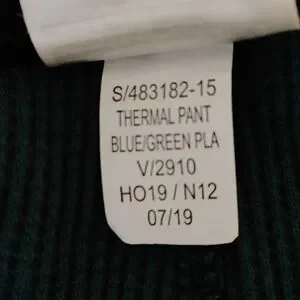 S/483182-15
THERMAL PANT
BLUE/GREEN PLA
V/2910
HO19 / N12
07/19